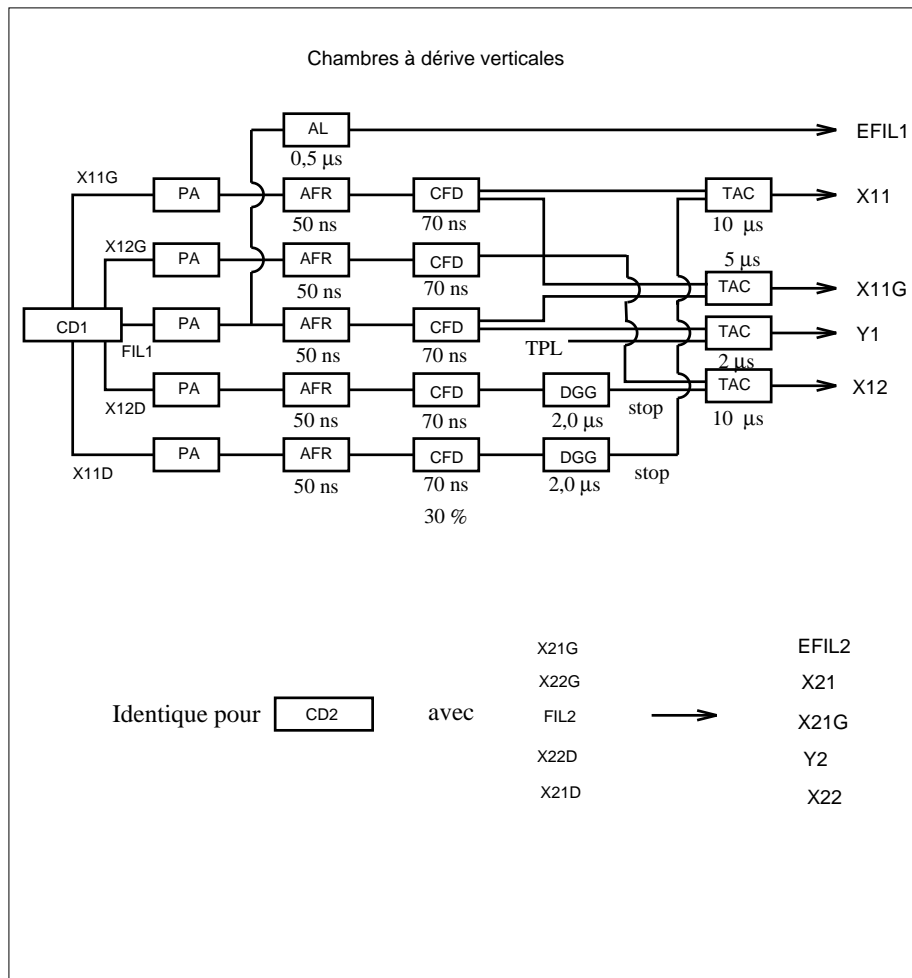 Chambres à dérive verticales
AL
EFIL1
0,5 µs
X11G
PA
AFR
CFD
TAC
X11
50 ns
70 ns
10 µs
X12G
PA
AFR
CFD
5 µs
50 ns
70 ns
TAC
X11G
CD1
FIL1
PA
AFR
CFD
TPL
TAC
Y1
50 ns
70 ns
2 µs
X12D
PA
AFR
CFD
DGG
stop
TAC
X12
50 ns
70 ns
2,0 µs
10 µs
X11D
PA
AFR
CFD
DGG
stop
50 ns
70 ns
2,0 µs
30 %
X21G
EFIL2
X22G
X21
Identique pour CD2 avec
FIL2
X21G
X22D
Y2
X21D
X22